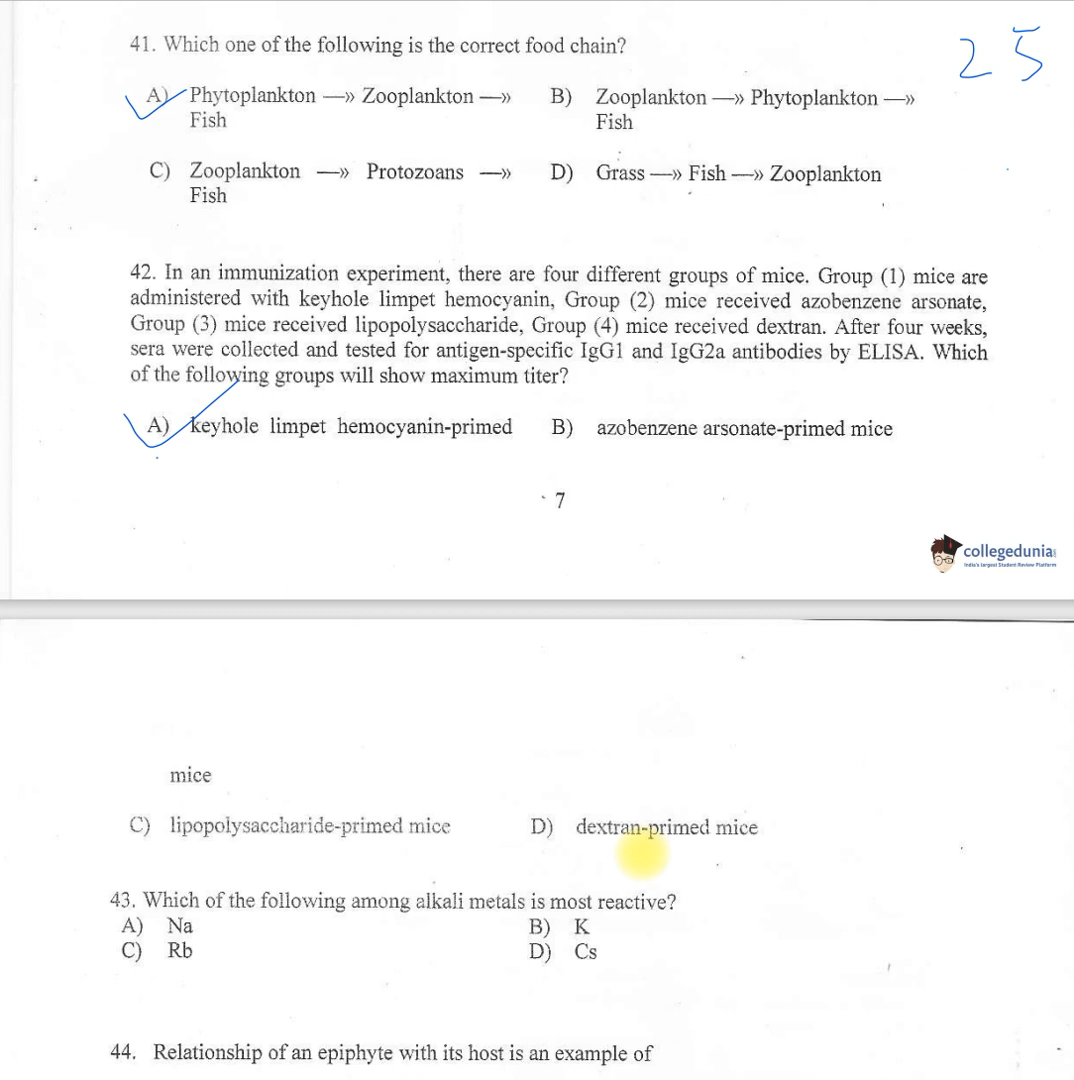 41. Which one of the following is the correct food chain?
25
A) Phytoplankton —» Zooplankton —» B) Zooplankton —» Phytoplankton —»
Fish Fish
C) Zooplankton —» Protozoans —» D) Grass —» Fish —» Zooplankton
Fish
42. In an immunization experiment, there are four different groups of mice. Group (1) mice are
administered with keyhole limpet hemocyanin, Group (2) mice received azobenzene arsonate,
Group (3) mice received lipopolysaccharide, Group (4) mice received dextran. After four weeks,
sera were collected and tested for antigen-specific IgG1 and IgG2a antibodies by ELISA. Which
of the following groups will show maximum titer?
A) keyhole limpet hemocyanin-primed B) azobenzene arsonate-primed mice
7
collegedunia
India's largest Student Review Platform
mice
C) lipopolysaccharide-primed mice D) dextran-primed mice
43. Which of the following among alkali metals is most reactive?
A) Na B) K
C) Rb D) Cs
44. Relationship of an epiphyte with its host is an example of